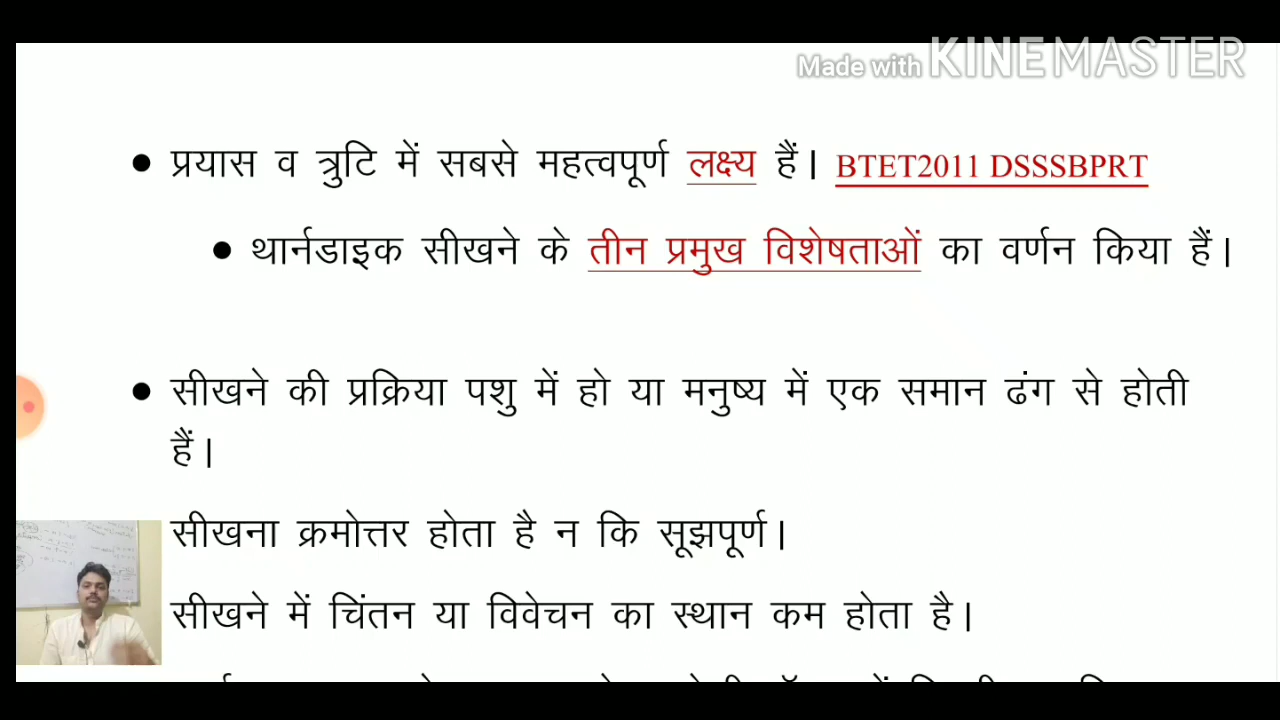 Made with KINEMASTER
• प्रयास व त्रुटि में सबसे महत्वपूर्ण लक्ष्य हैं। BTET2011 DSSSBPRT
• थार्नडाइक सीखने के तीन प्रमुख विशेषताओं का वर्णन किया हैं।
• सीखने की प्रक्रिया पशु में हो या मनुष्य में एक समान ढंग से होती
हैं।
सीखना क्रमोत्तर होता है न कि सूझपूर्ण।
सीखने में चिंतन या विवेचन का स्थान कम होता है।